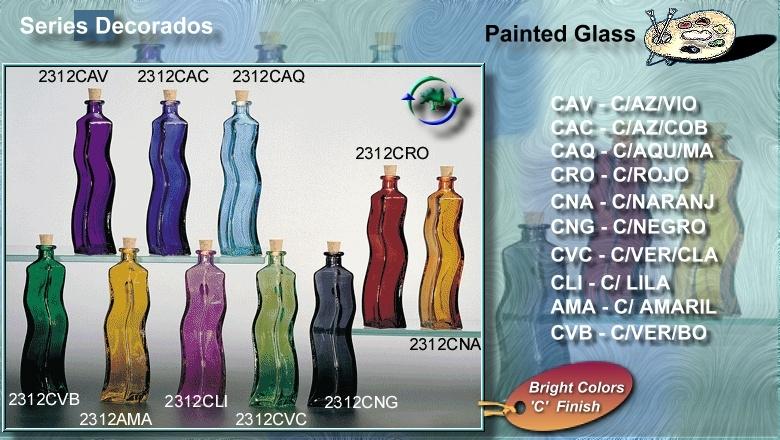 Series Decorados
Painted Glass
2312CAV
2312CAC
2312CAQ
2312CRO
2312CNA
2312CVB
2312AMA
2312CLI
2312CVC
2312CNG
CAV - C/AZ/VIO
CAC - C/AZ/COB
CAQ - C/AQU/MA
CRO - C/ROJO
CNA - C/NARANJ
CNG - C/NEGRO
CVC - C/VER/CLA
CLI - C/ LILA
AMA - C/ AMARIL
CVB - C/VER/BO
Bright Colors
'C' Finish